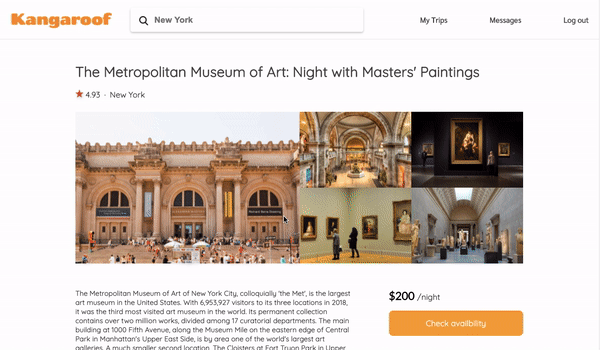 Kangaroof
New York
My Trips
Messages
Log out
The Metropolitan Museum of Art: Night with Masters' Paintings
4.93 - New York
The Metropolitan Museum of Art of New York City, colloquially 'the Met', is the largest
art museum in the United States. With 6,953,927 visitors to its three locations in 2018,
it was the third most visited art museum in the world. Its permanent collection
contains over two million works, divided among 17 curatorial departments. The main
building at 1000 Fifth Avenue, along the Museum Mile on the eastern edge of Central
Park in Manhattan's Upper East Side, is by area one of the world's largest art
galleries. A much smaller second location, The Cloisters at Fort Tryon Park in Upper
$200 /night
Check availbility